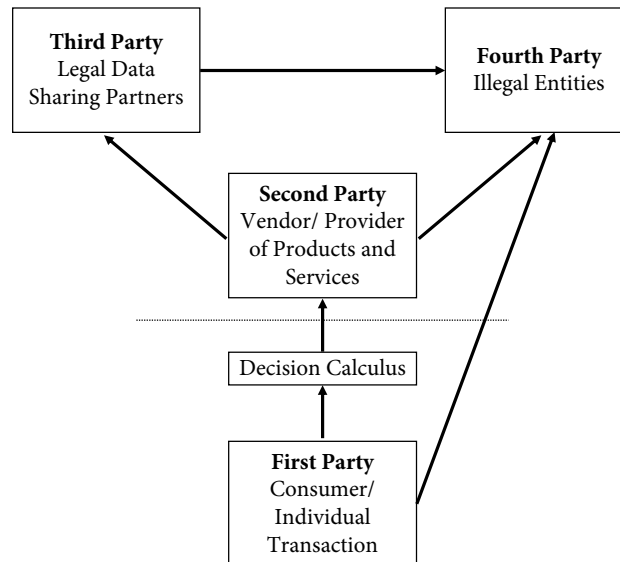 Third Party
Legal Data
Sharing Partners
Fourth Party
Illegal Entities
Second Party
Vendor/ Provider
of Products and
Services
Decision Calculus
First Party
Consumer/
Individual
Transaction